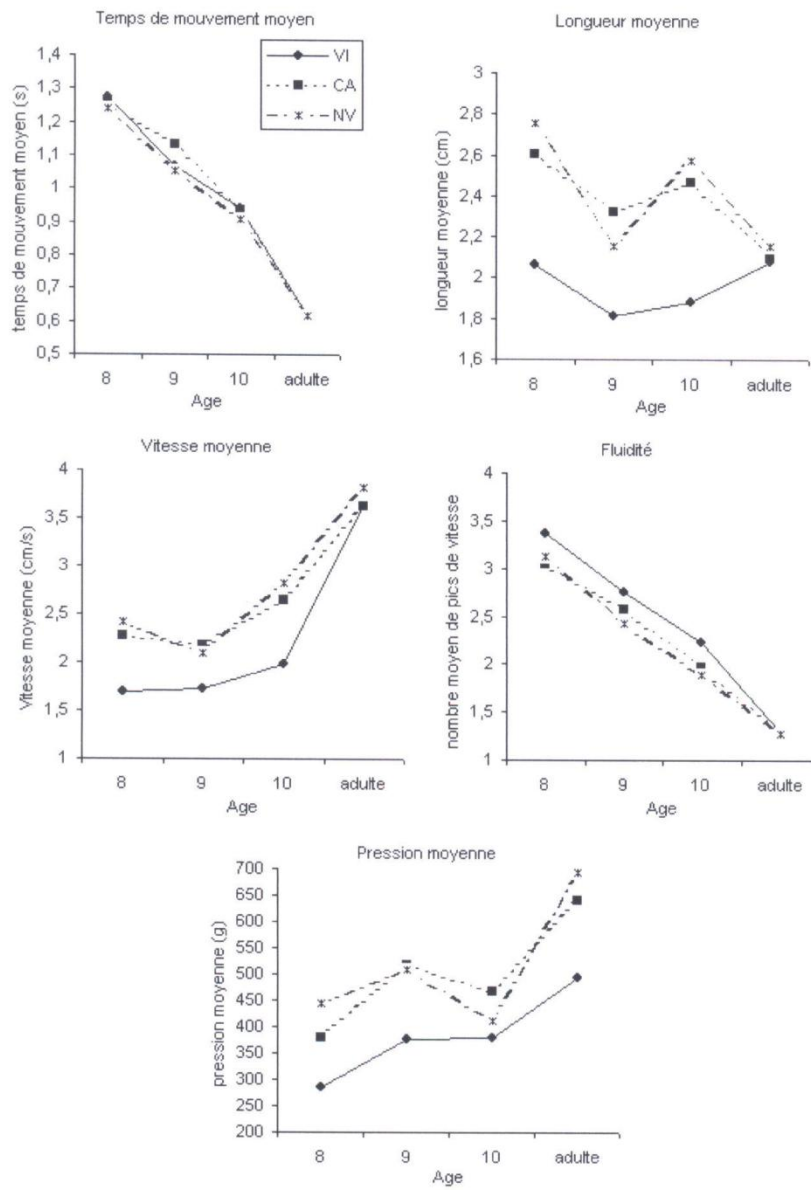 Temps de mouvement moyen
VI
CA
NV
temps de mouvement moyen (s)
1,4
1,3
1,2
1,1
1
0,9
0,8
0,7
0,6
0,5
8 9 10 adulte
Age
Longueur moyenne
longueur moyenne (cm)
3
2,6
2,2
2
1,8
1,6
8 9 10 adulte
Age
Vitesse moyenne
Vitesse moyenne (cm/s)
4
3,5
3
2,5
2
1,5
1
8 9 10 adulte
Age
Fluidité
nombre moyen de pics de vitesse
4
3,5
3
2,5
2
1,5
1
8 9 10 adulte
Age
Pression moyenne
pression moyenne (g)
700
650
600
550
500
450
400
350
300
250
200
8 9 10 adulte
Age